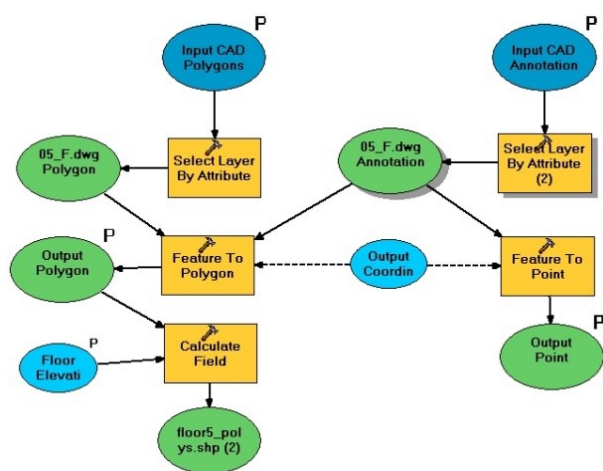 P
P
Input CAD
Polygons
Input CAD
Annotation
05_F.dwg
Polygon
Select Layer
By Attribute
05_F.dwg
Annotation
Select Layer
By Attribute
(2)
P
Output
Polygon
Feature To
Polygon
Output
Coordin
Feature To
Point
P
Floor
Elevati
Calculate
Field
P
Output
Point
floor5_pol
ys.shp (2)